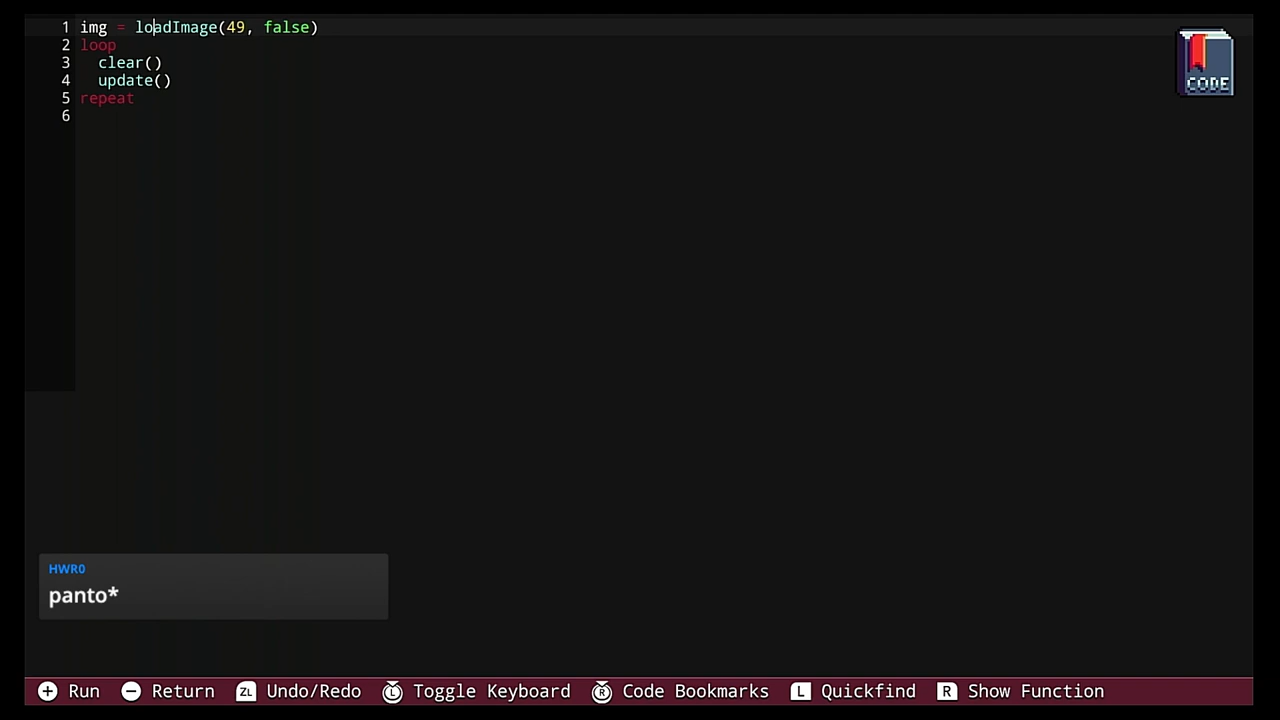 1 img = loadImage(49, false)
2 loop
3   clear()
4   update()
5 repeat
6
CODE
HWR0
panto*
+ Run - Return ZL Undo/Redo L Toggle Keyboard R Code Bookmarks L Quickfind R Show Function